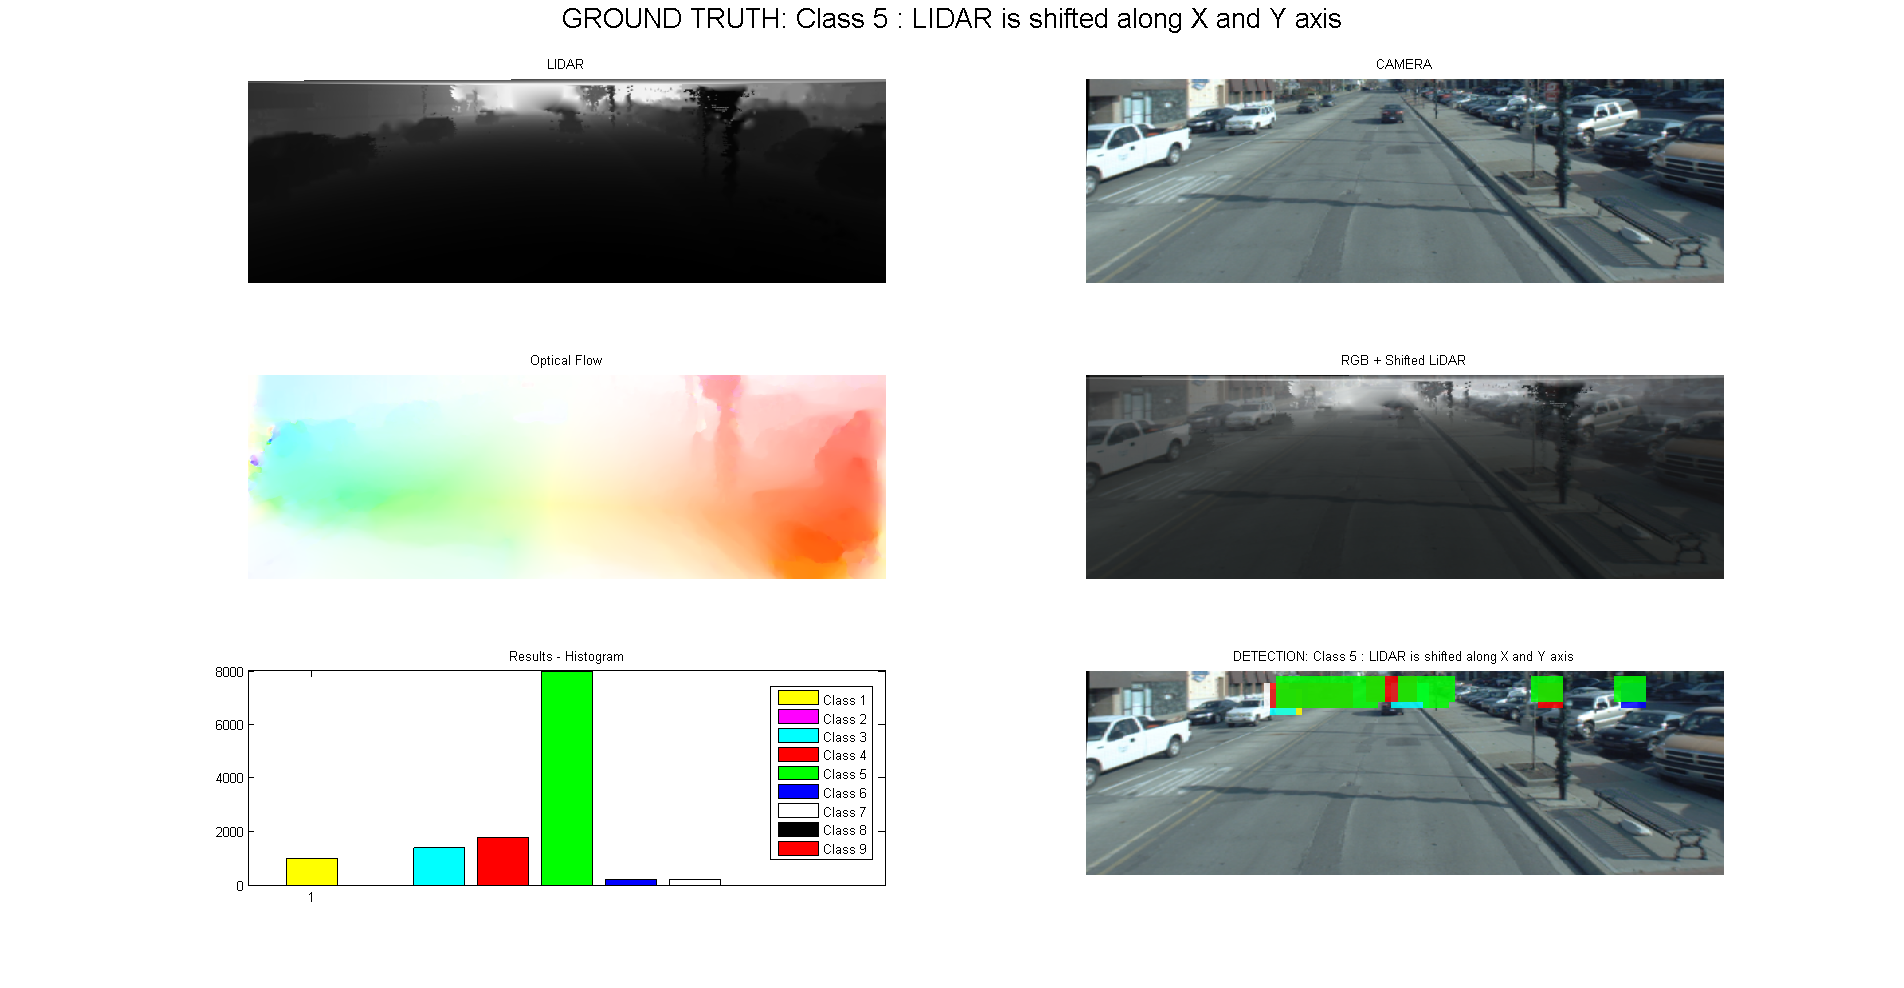 GROUND TRUTH: Class 5 : LIDAR is shifted along X and Y axis
LIDAR
CAMERA
Optical Flow
RGB + Shifted LiDAR
Results - Histogram
8000
6000
4000
2000
0
1
Class 1
Class 2
Class 3
Class 4
Class 5
Class 6
Class 7
Class 8
Class 9
DETECTION: Class 5 : LIDAR is shifted along X and Y axis